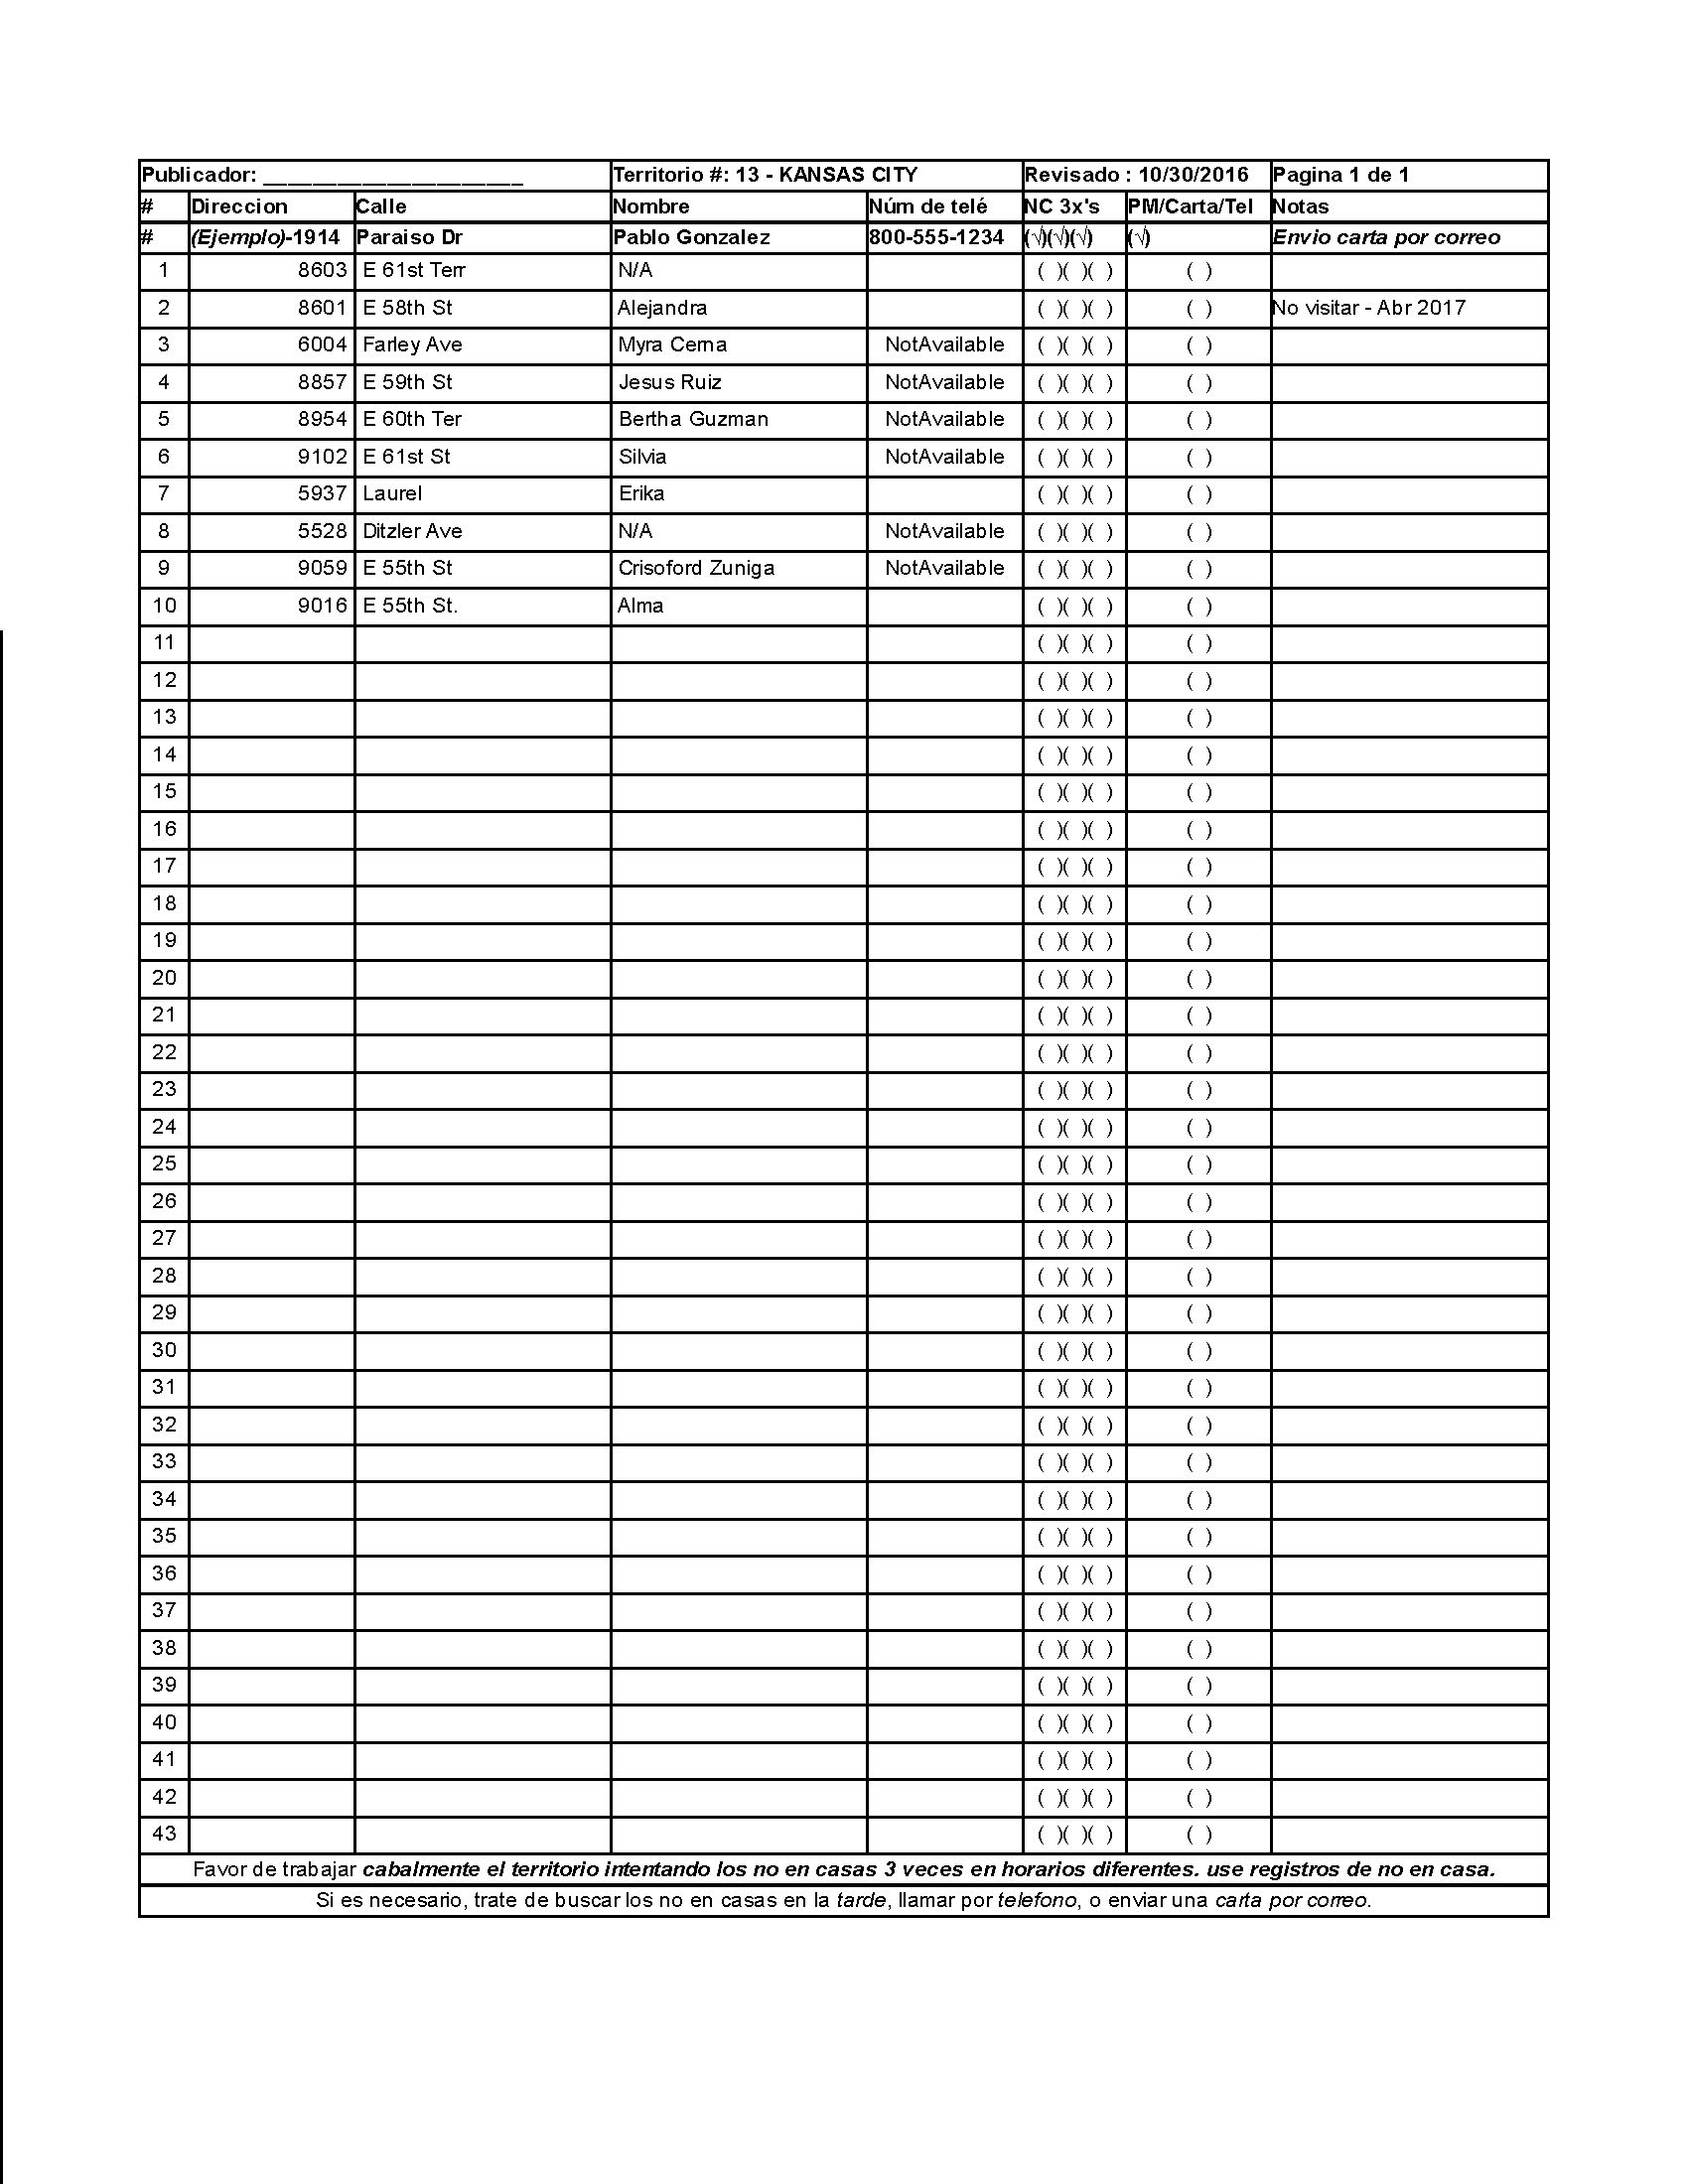 Publicador: _____________________ Territorio #: 13 - KANSAS CITY Revisado : 10/30/2016 Pagina 1 de 1
# Direccion Calle Nombre Núm de telé NC 3x's PM/Carta/Tel Notas
# (Ejemplo)-1914 Paraiso Dr Pablo Gonzalez 800-555-1234 (√)(√)(√) (√) Envio carta por correo
1 8603 E 61st Terr N/A ( )( )( ) ( )
2 8601 E 58th St Alejandra ( )( )( ) ( ) No visitar - Abr 2017
3 6004 Farley Ave Myra Cerna NotAvailable ( )( )( ) ( )
4 8857 E 59th St Jesus Ruiz NotAvailable ( )( )( ) ( )
5 8954 E 60th Ter Bertha Guzman NotAvailable ( )( )( ) ( )
6 9102 E 61st St Silvia NotAvailable ( )( )( ) ( )
7 5937 Laurel Erika ( )( )( ) ( )
8 5528 Ditzler Ave N/A NotAvailable ( )( )( ) ( )
9 9059 E 55th St Crisoford Zuniga NotAvailable ( )( )( ) ( )
10 9016 E 55th St. Alma ( )( )( ) ( )
11 ( )( )( ) ( )
12 ( )( )( ) ( )
13 ( )( )( ) ( )
14 ( )( )( ) ( )
15 ( )( )( ) ( )
16 ( )( )( ) ( )
17 ( )( )( ) ( )
18 ( )( )( ) ( )
19 ( )( )( ) ( )
20 ( )( )( ) ( )
21 ( )( )( ) ( )
22 ( )( )( ) ( )
23 ( )( )( ) ( )
24 ( )( )( ) ( )
25 ( )( )( ) ( )
26 ( )( )( ) ( )
27 ( )( )( ) ( )
28 ( )( )( ) ( )
29 ( )( )( ) ( )
30 ( )( )( ) ( )
31 ( )( )( ) ( )
32 ( )( )( ) ( )
33 ( )( )( ) ( )
34 ( )( )( ) ( )
35 ( )( )( ) ( )
36 ( )( )( ) ( )
37 ( )( )( ) ( )
38 ( )( )( ) ( )
39 ( )( )( ) ( )
40 ( )( )( ) ( )
41 ( )( )( ) ( )
42 ( )( )( ) ( )
43 ( )( )( ) ( )
Favor de trabajar cabalmente el territorio intentando los no en casas 3 veces en horarios diferentes. use registros de no en casa.
Si es necesario, trate de buscar los no en casas en la tarde, llamar por telefono, o enviar una carta por correo.